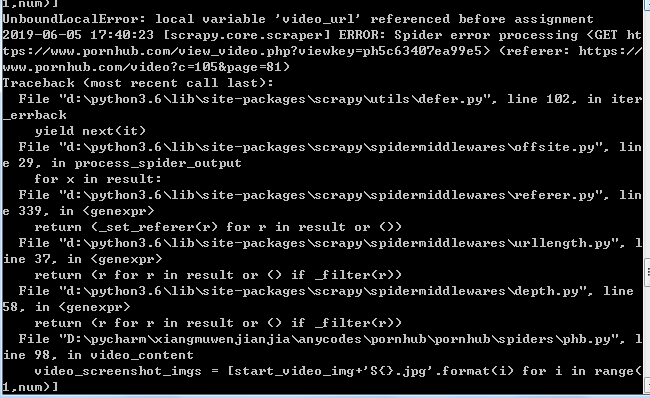 1,num)]
UnboundLocalError: local variable 'video_url' referenced before assignment
2019-06-05 17:40:23 [scrapy.core.scraper] ERROR: Spider error processing <GET ht
tps://www.pornhub.com/view_video.php?viewkey=ph5c63407ea99e5> (referer: https://
www.pornhub.com/video?c=105&page=81)
Traceback (most recent call last):
  File "d:\python3.6\lib\site-packages\scrapy\utils\defer.py", line 102, in iter
_errback
    yield next(it)
  File "d:\python3.6\lib\site-packages\scrapy\spidermiddlewares\offsite.py", lin
e 29, in process_spider_output
    for x in result:
  File "d:\python3.6\lib\site-packages\scrapy\spidermiddlewares\referer.py", lin
e 339, in <genexpr>
    return (_set_referer(r) for r in result or ())
  File "d:\python3.6\lib\site-packages\scrapy\spidermiddlewares\urllength.py", l
ine 37, in <genexpr>
    return (r for r in result or () if _filter(r))
  File "d:\python3.6\lib\site-packages\scrapy\spidermiddlewares\depth.py", line 
58, in <genexpr>
    return (r for r in result or () if _filter(r))
  File "D:\pycharm\xiangmuwenjianjia\anycodes\pornhub\pornhub\spiders\phb.py", l
ine 98, in video_content
    video_screenshot_imgs = [start_video_img+'S{}.jpg'.format(i) for i in range(
1,num)]